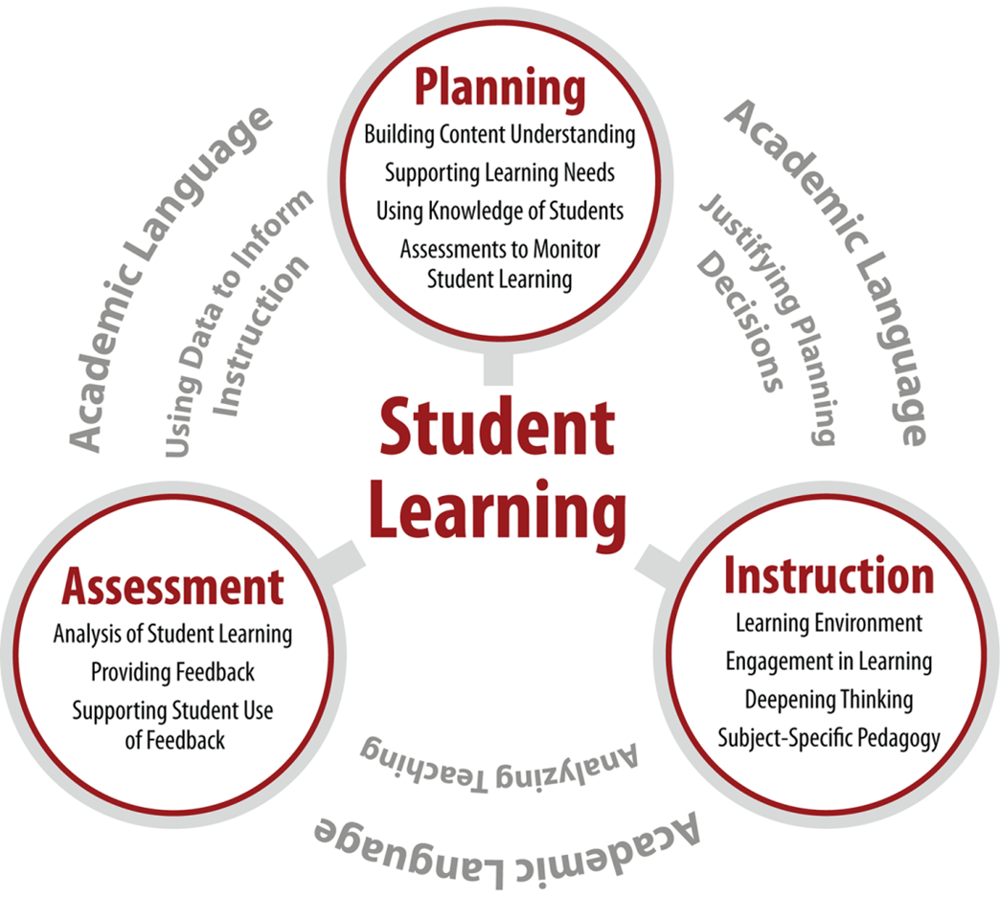 Planning
Building Content Understanding
Supporting Learning Needs
Using Knowledge of Students
Assessments to Monitor
Student Learning
Academic Language
Using Data to Inform
Instruction
Academic Language
Justifying Planning
Decisions
Student
Learning
Assessment
Analysis of Student Learning
Providing Feedback
Supporting Student Use
of Feedback
Instruction
Learning Environment
Engagement in Learning
Deepening Thinking
Subject-Specific Pedagogy
Analyzing Teaching
Academic Language